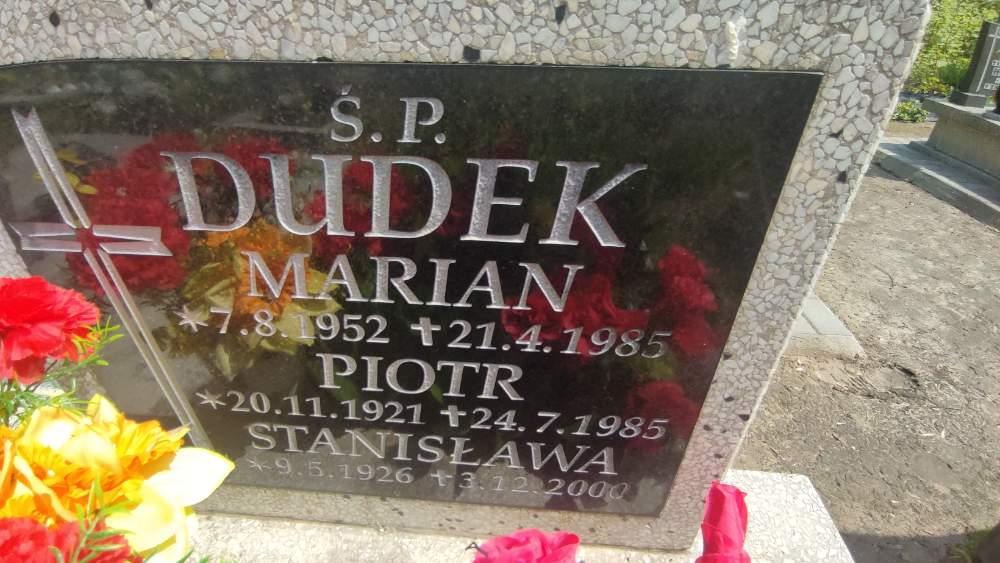 Ś. P.
DUDEK
MARIAN
*7.8.1952 †21.4.1985
PIOTR
*20.11.1921 †24.7.1985
STANISŁAWA
*9.5.1926 †3.12.2000